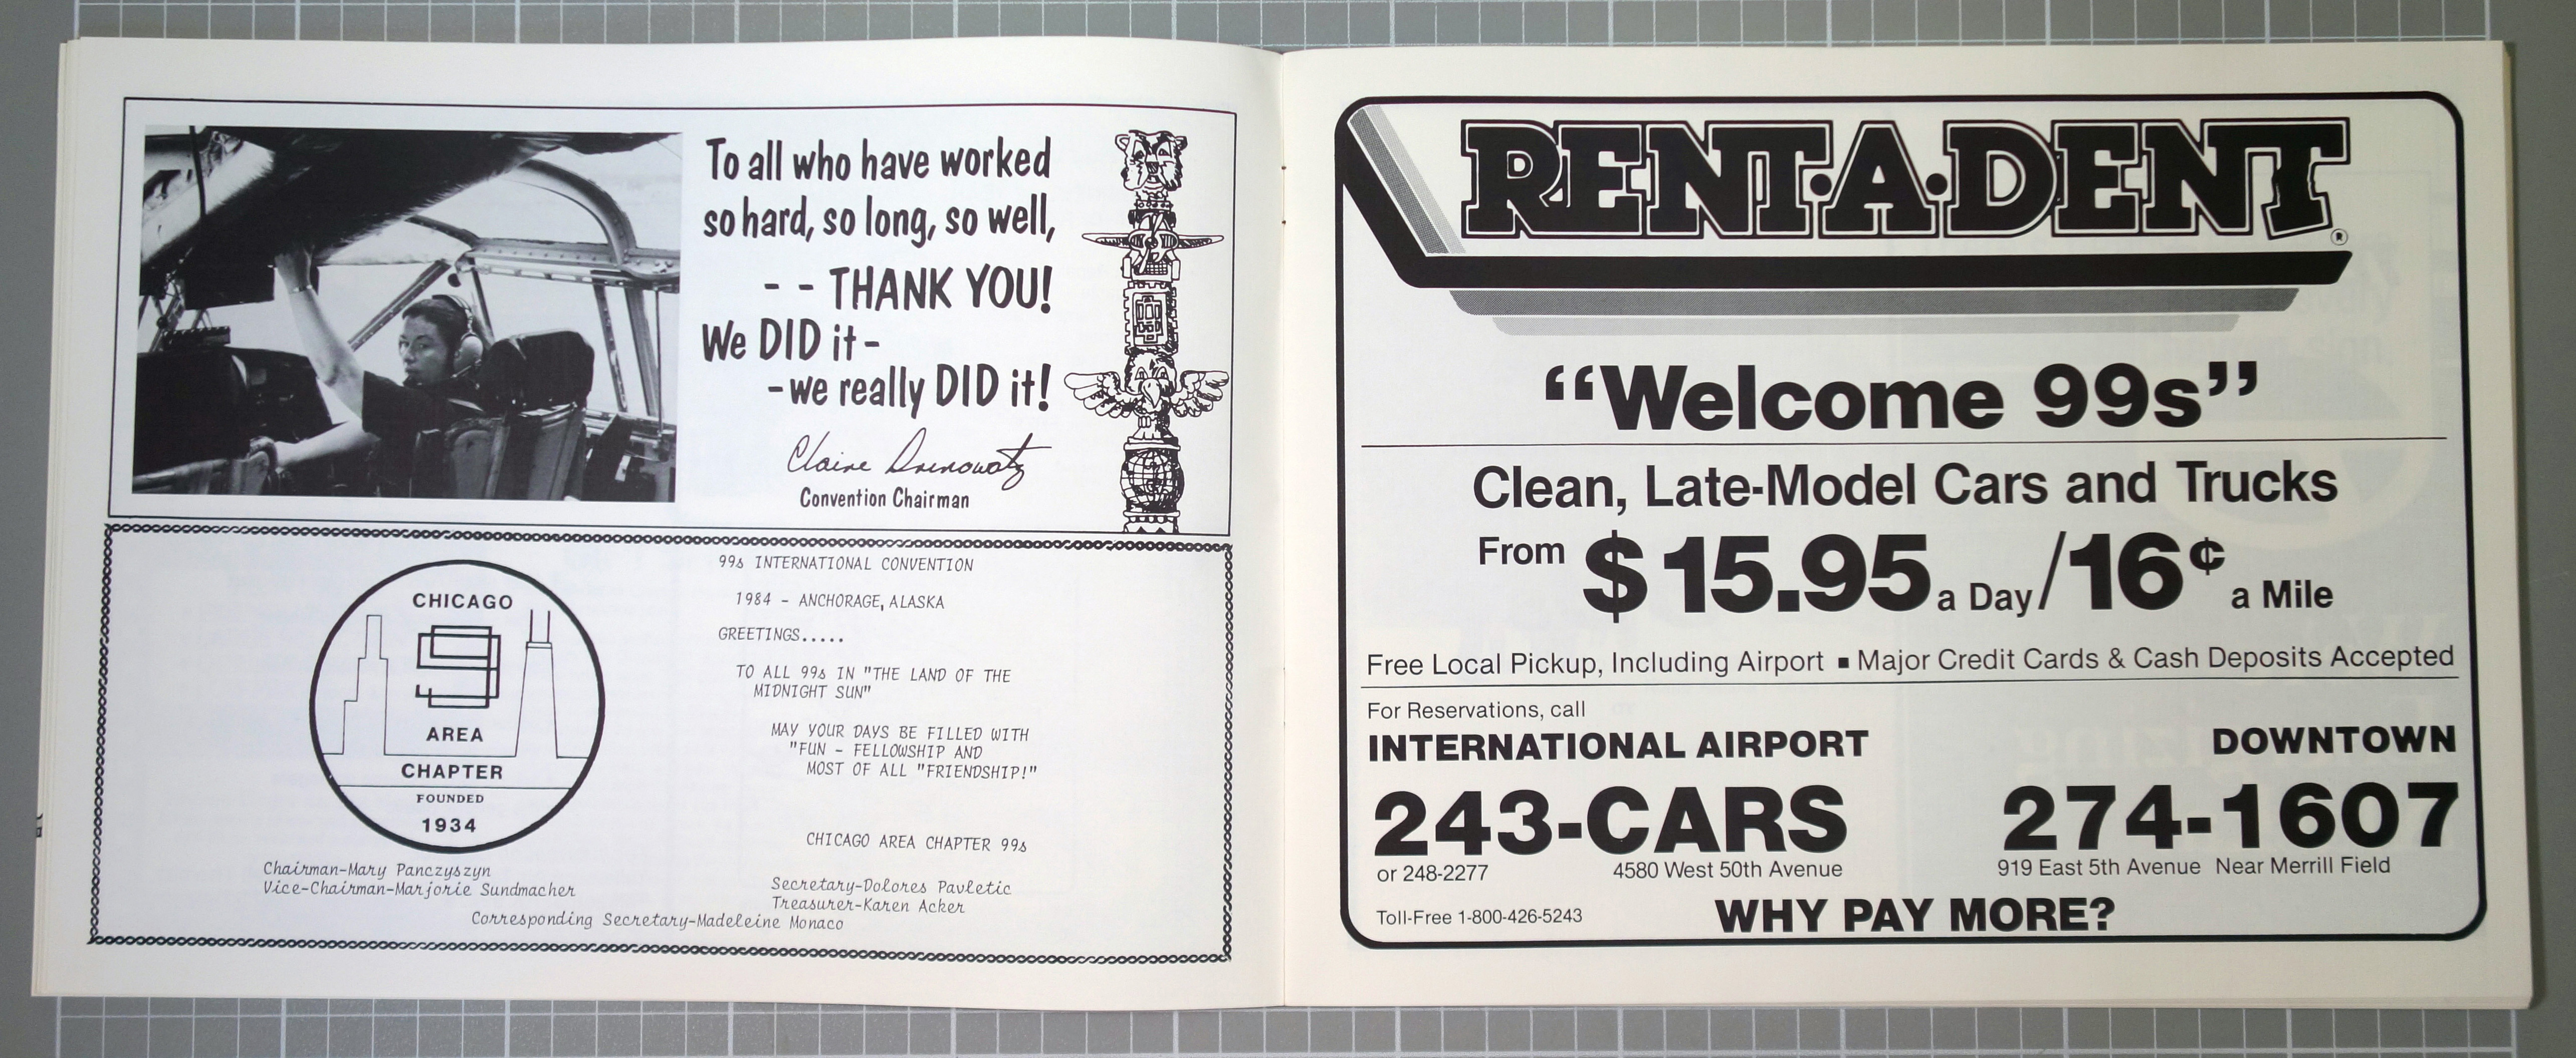 To all who have worked
so hard, so long, so well,
- - THANK YOU!
We DID it -
- we really DID it!
Claire Drenowatz
Convention Chairman
CHICAGO
99
AREA
CHAPTER
FOUNDED
1934
99s INTERNATIONAL CONVENTION
1984 - ANCHORAGE, ALASKA
GREETINGS.....
TO ALL 99s IN "THE LAND OF THE
MIDNIGHT SUN"
MAY YOUR DAYS BE FILLED WITH
"FUN - FELLOWSHIP AND
MOST OF ALL "FRIENDSHIP!"
CHICAGO AREA CHAPTER 99s
Chairman-Mary Panczyszyn
Vice-Chairman-Marjorie Sundmacher
Secretary-Dolores Pavletic
Treasurer-Karen Acker
Corresponding Secretary-Madeleine Monaco
RENT·A·DENT®
“Welcome 99s”
Clean, Late-Model Cars and Trucks
From $15.95 a Day/16¢ a Mile
Free Local Pickup, Including Airport ▪ Major Credit Cards & Cash Deposits Accepted
For Reservations, call
INTERNATIONAL AIRPORT
243-CARS
or 248-2277 4580 West 50th Avenue
DOWNTOWN
274-1607
919 East 5th Avenue Near Merrill Field
Toll-Free 1-800-426-5243
WHY PAY MORE?